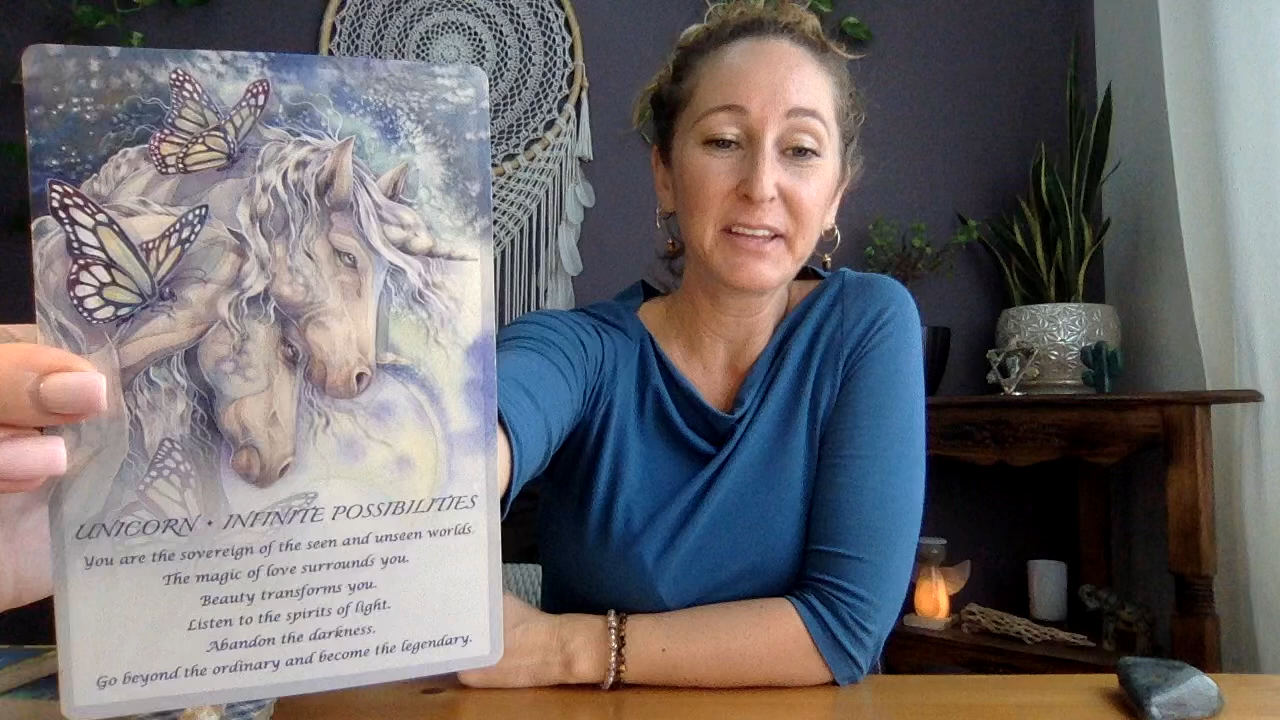 UNICORN • INFINITE POSSIBILITIES
You are the sovereign of the seen and unseen worlds.
The magic of love surrounds you.
Beauty transforms you.
Listen to the spirits of light.
Abandon the darkness.
Go beyond the ordinary and become the legendary.